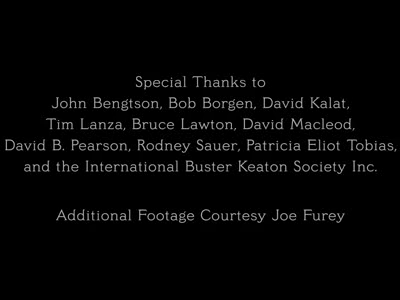 Special Thanks to
John Bengtson, Bob Borgen, David Kalat,
Tim Lanza, Bruce Lawton, David Macleod,
David B. Pearson, Rodney Sauer, Patricia Eliot Tobias,
and the International Buster Keaton Society Inc.
Additional Footage Courtesy Joe Furey